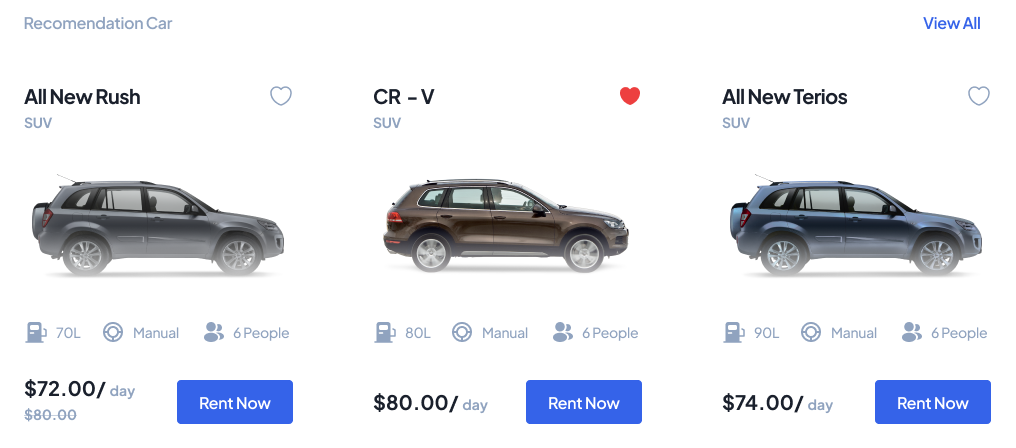 Recomendation Car
View All
All New Rush
SUV
70L
Manual
6 People
$72.00/ day
$80.00
Rent Now
CR - V
SUV
80L
Manual
6 People
$80.00/ day
Rent Now
All New Terios
SUV
90L
Manual
6 People
$74.00/ day
Rent Now